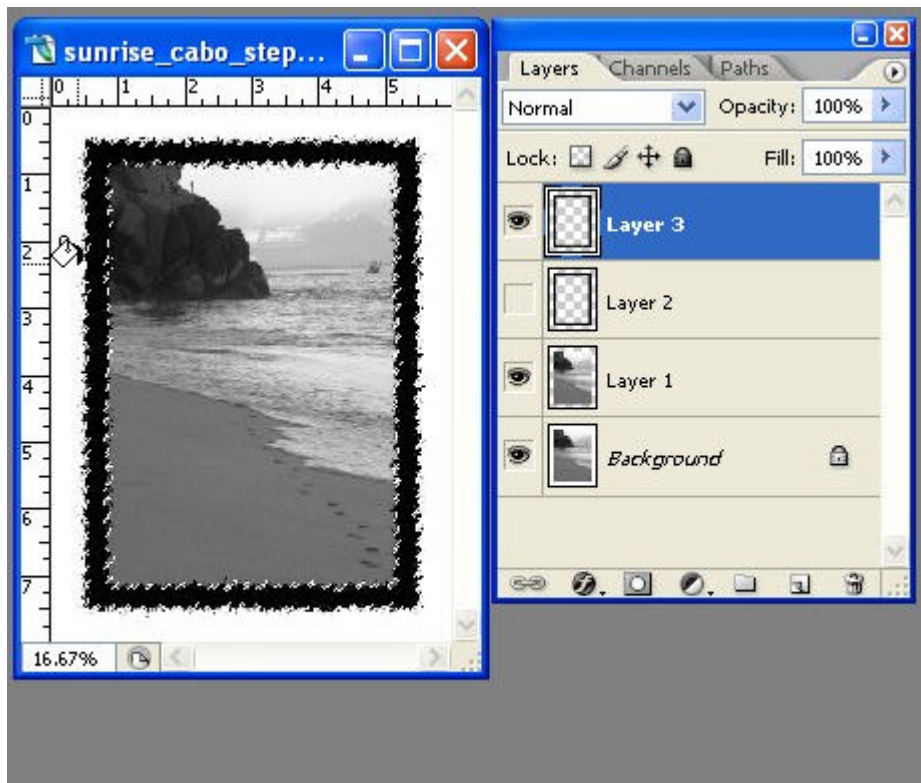 sunrise_cabo_step...
0 1 2 3 4 5
0
1
2
3
4
5
6
7
16.67%
Layers Channels Paths
Normal Opacity: 100%
Lock: Fill: 100%
Layer 3
Layer 2
Layer 1
Background